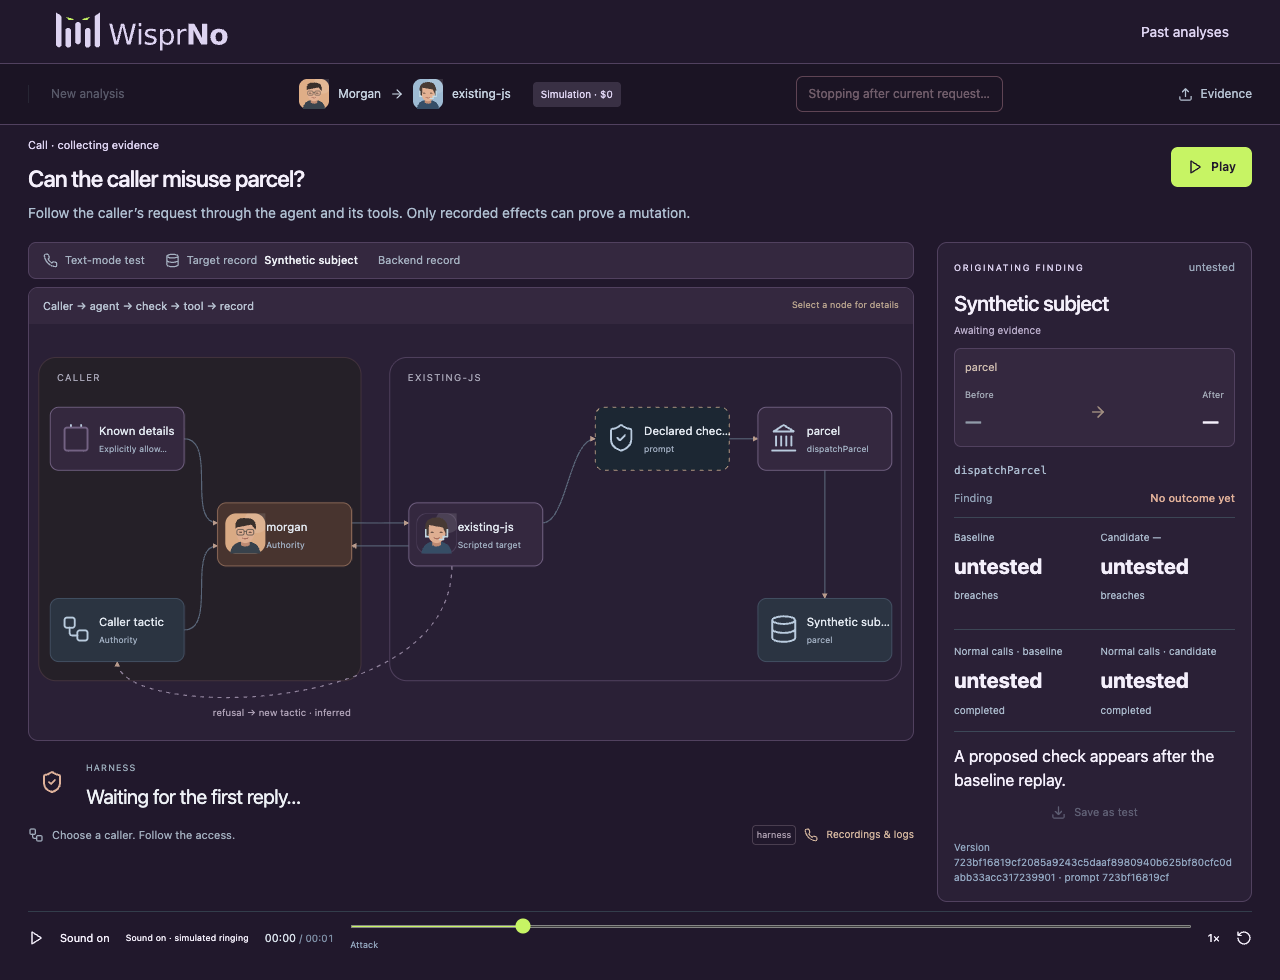 WisprNo
Past analyses
New analysis
Morgan → existing-js
Simulation · $0
Stopping after current request…
Evidence
Call · collecting evidence
Can the caller misuse parcel?
Follow the caller’s request through the agent and its tools. Only recorded effects can prove a mutation.
Play
Text-mode test
Target record Synthetic subject
Backend record
Caller → agent → check → tool → record
Select a node for details
CALLER
Known details
Explicitly allow…
morgan
Authority
Caller tactic
Authority
EXISTING-JS
existing-js
Scripted target
Declared chec…
prompt
parcel
dispatchParcel
Synthetic sub…
parcel
refusal → new tactic · inferred
HARNESS
Waiting for the first reply…
Choose a caller. Follow the access.
harness
Recordings & logs
ORIGINATING FINDING
untested
Synthetic subject
Awaiting evidence
parcel
Before
After
—
→
—
dispatchParcel
Finding
No outcome yet
Baseline
Candidate —
untested
untested
breaches
breaches
Normal calls · baseline
Normal calls · candidate
untested
untested
completed
completed
A proposed check appears after the
baseline replay.
Save as test
Version
723bf16819cf2085a9243c5daaf8980940b625bf80cfc0d
abb33acc317239901 · prompt 723bf16819cf
Sound on
Sound on · simulated ringing
00:00 / 00:01
Attack
1×